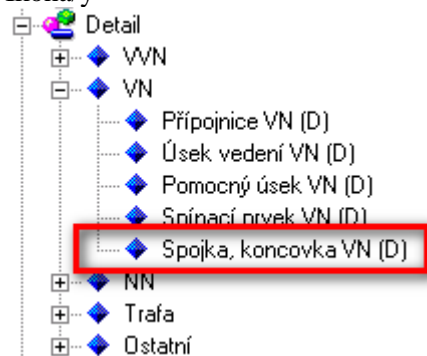 Detail
VVN
VN
Přípojnice VN (D)
Úsek vedení VN (D)
Pomocný úsek VN (D)
Spínací prvek VN (D)
Spojka, koncovka VN (D)
NN
Trafa
Ostatní